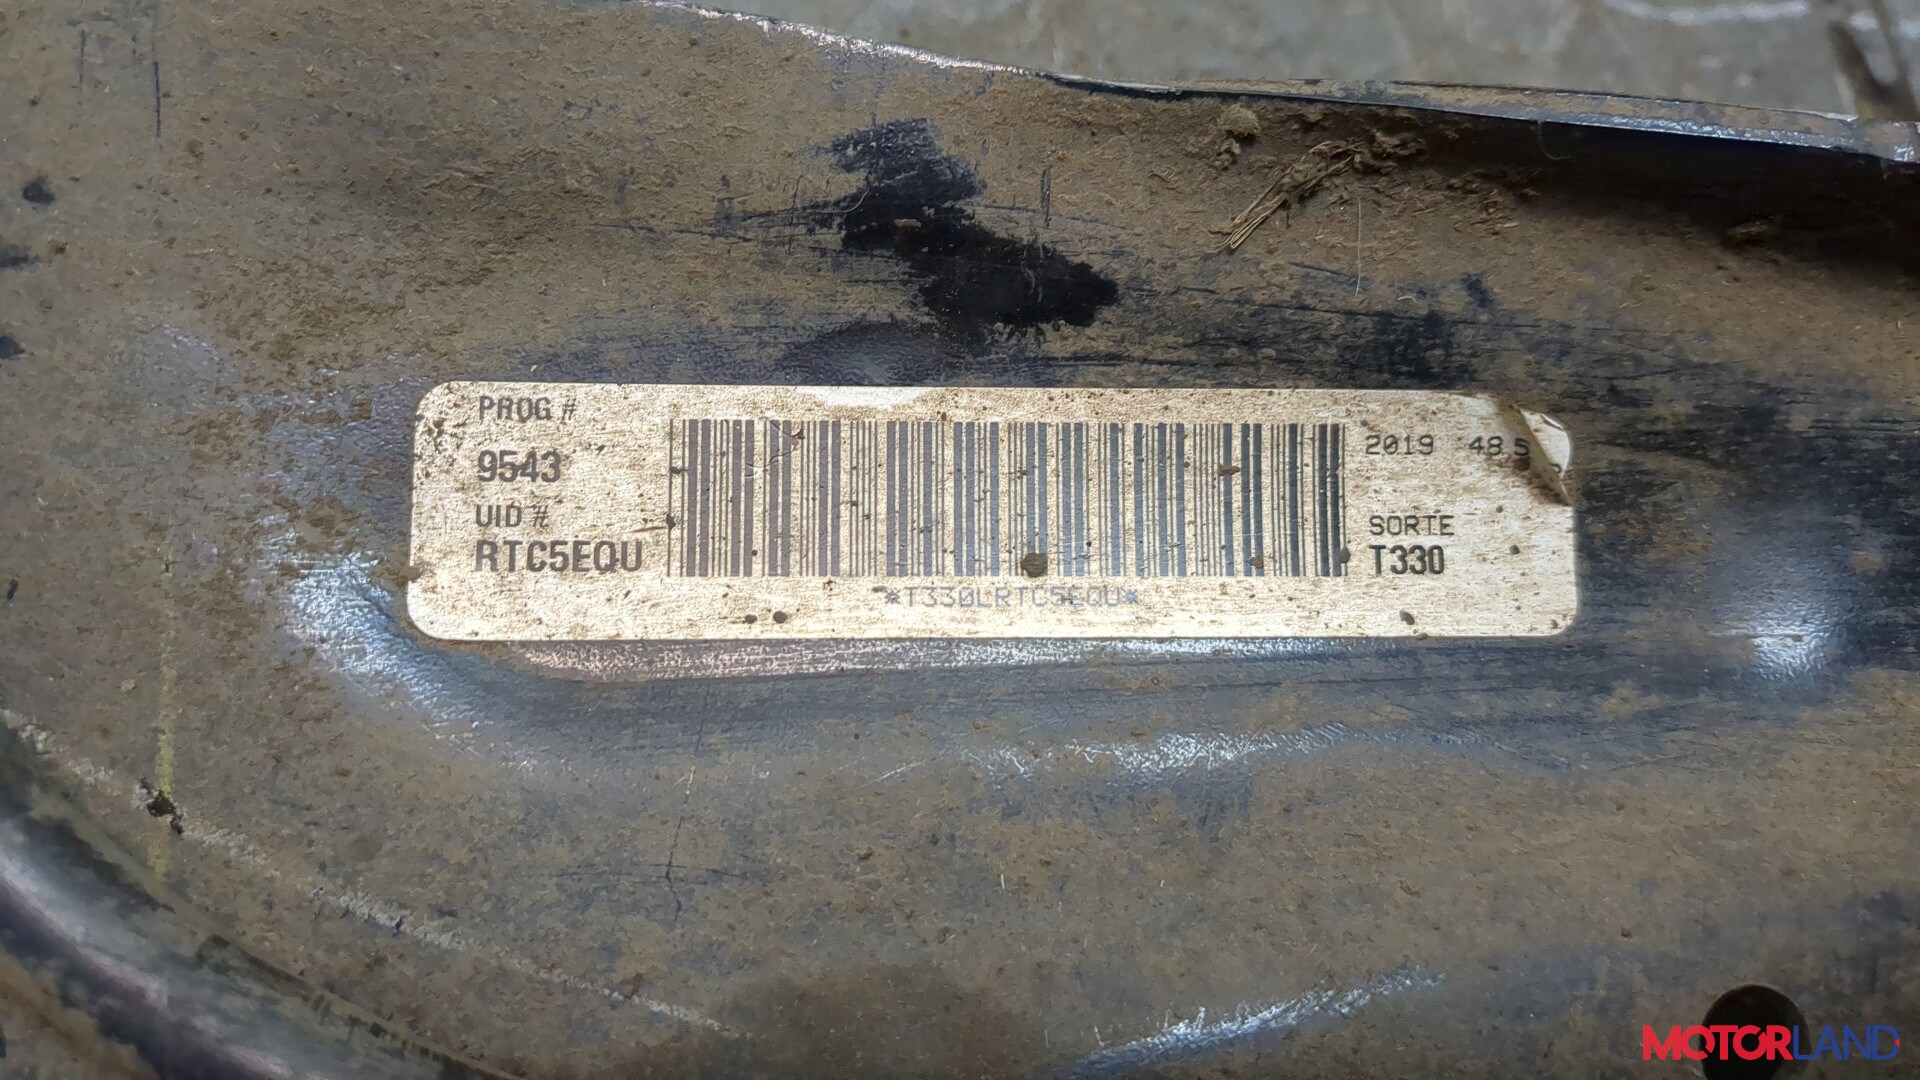 PROG #
9543
UID #
RTC5EQU
*T330LRTC5EQU*
2019 48.5
SORTE
T330
MOTORLAND